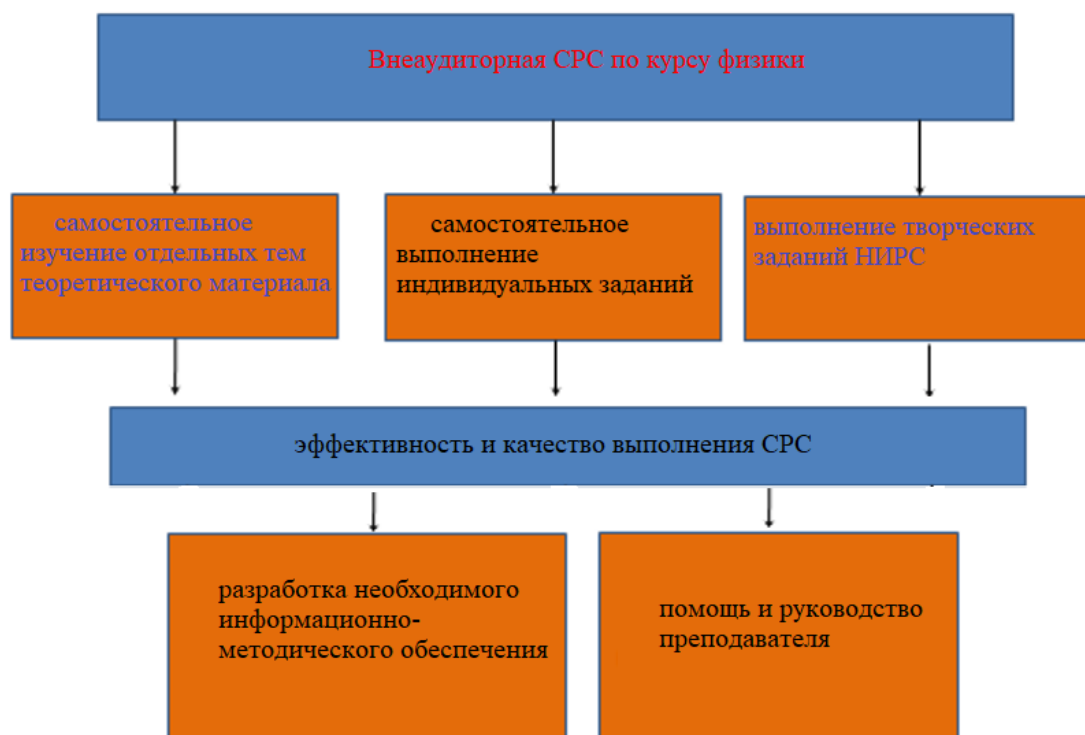 Внеаудиторная СРС по курсу физики
самостоятельное
изучение отдельных тем
теоретического материала
самостоятельное
выполнение
индивидуальных заданий
выполнение творческих
заданий НИРС
эффективность и качество выполнения СРС
разработка необходимого
информационно-
методического обеспечения
помощь и руководство
преподавателя